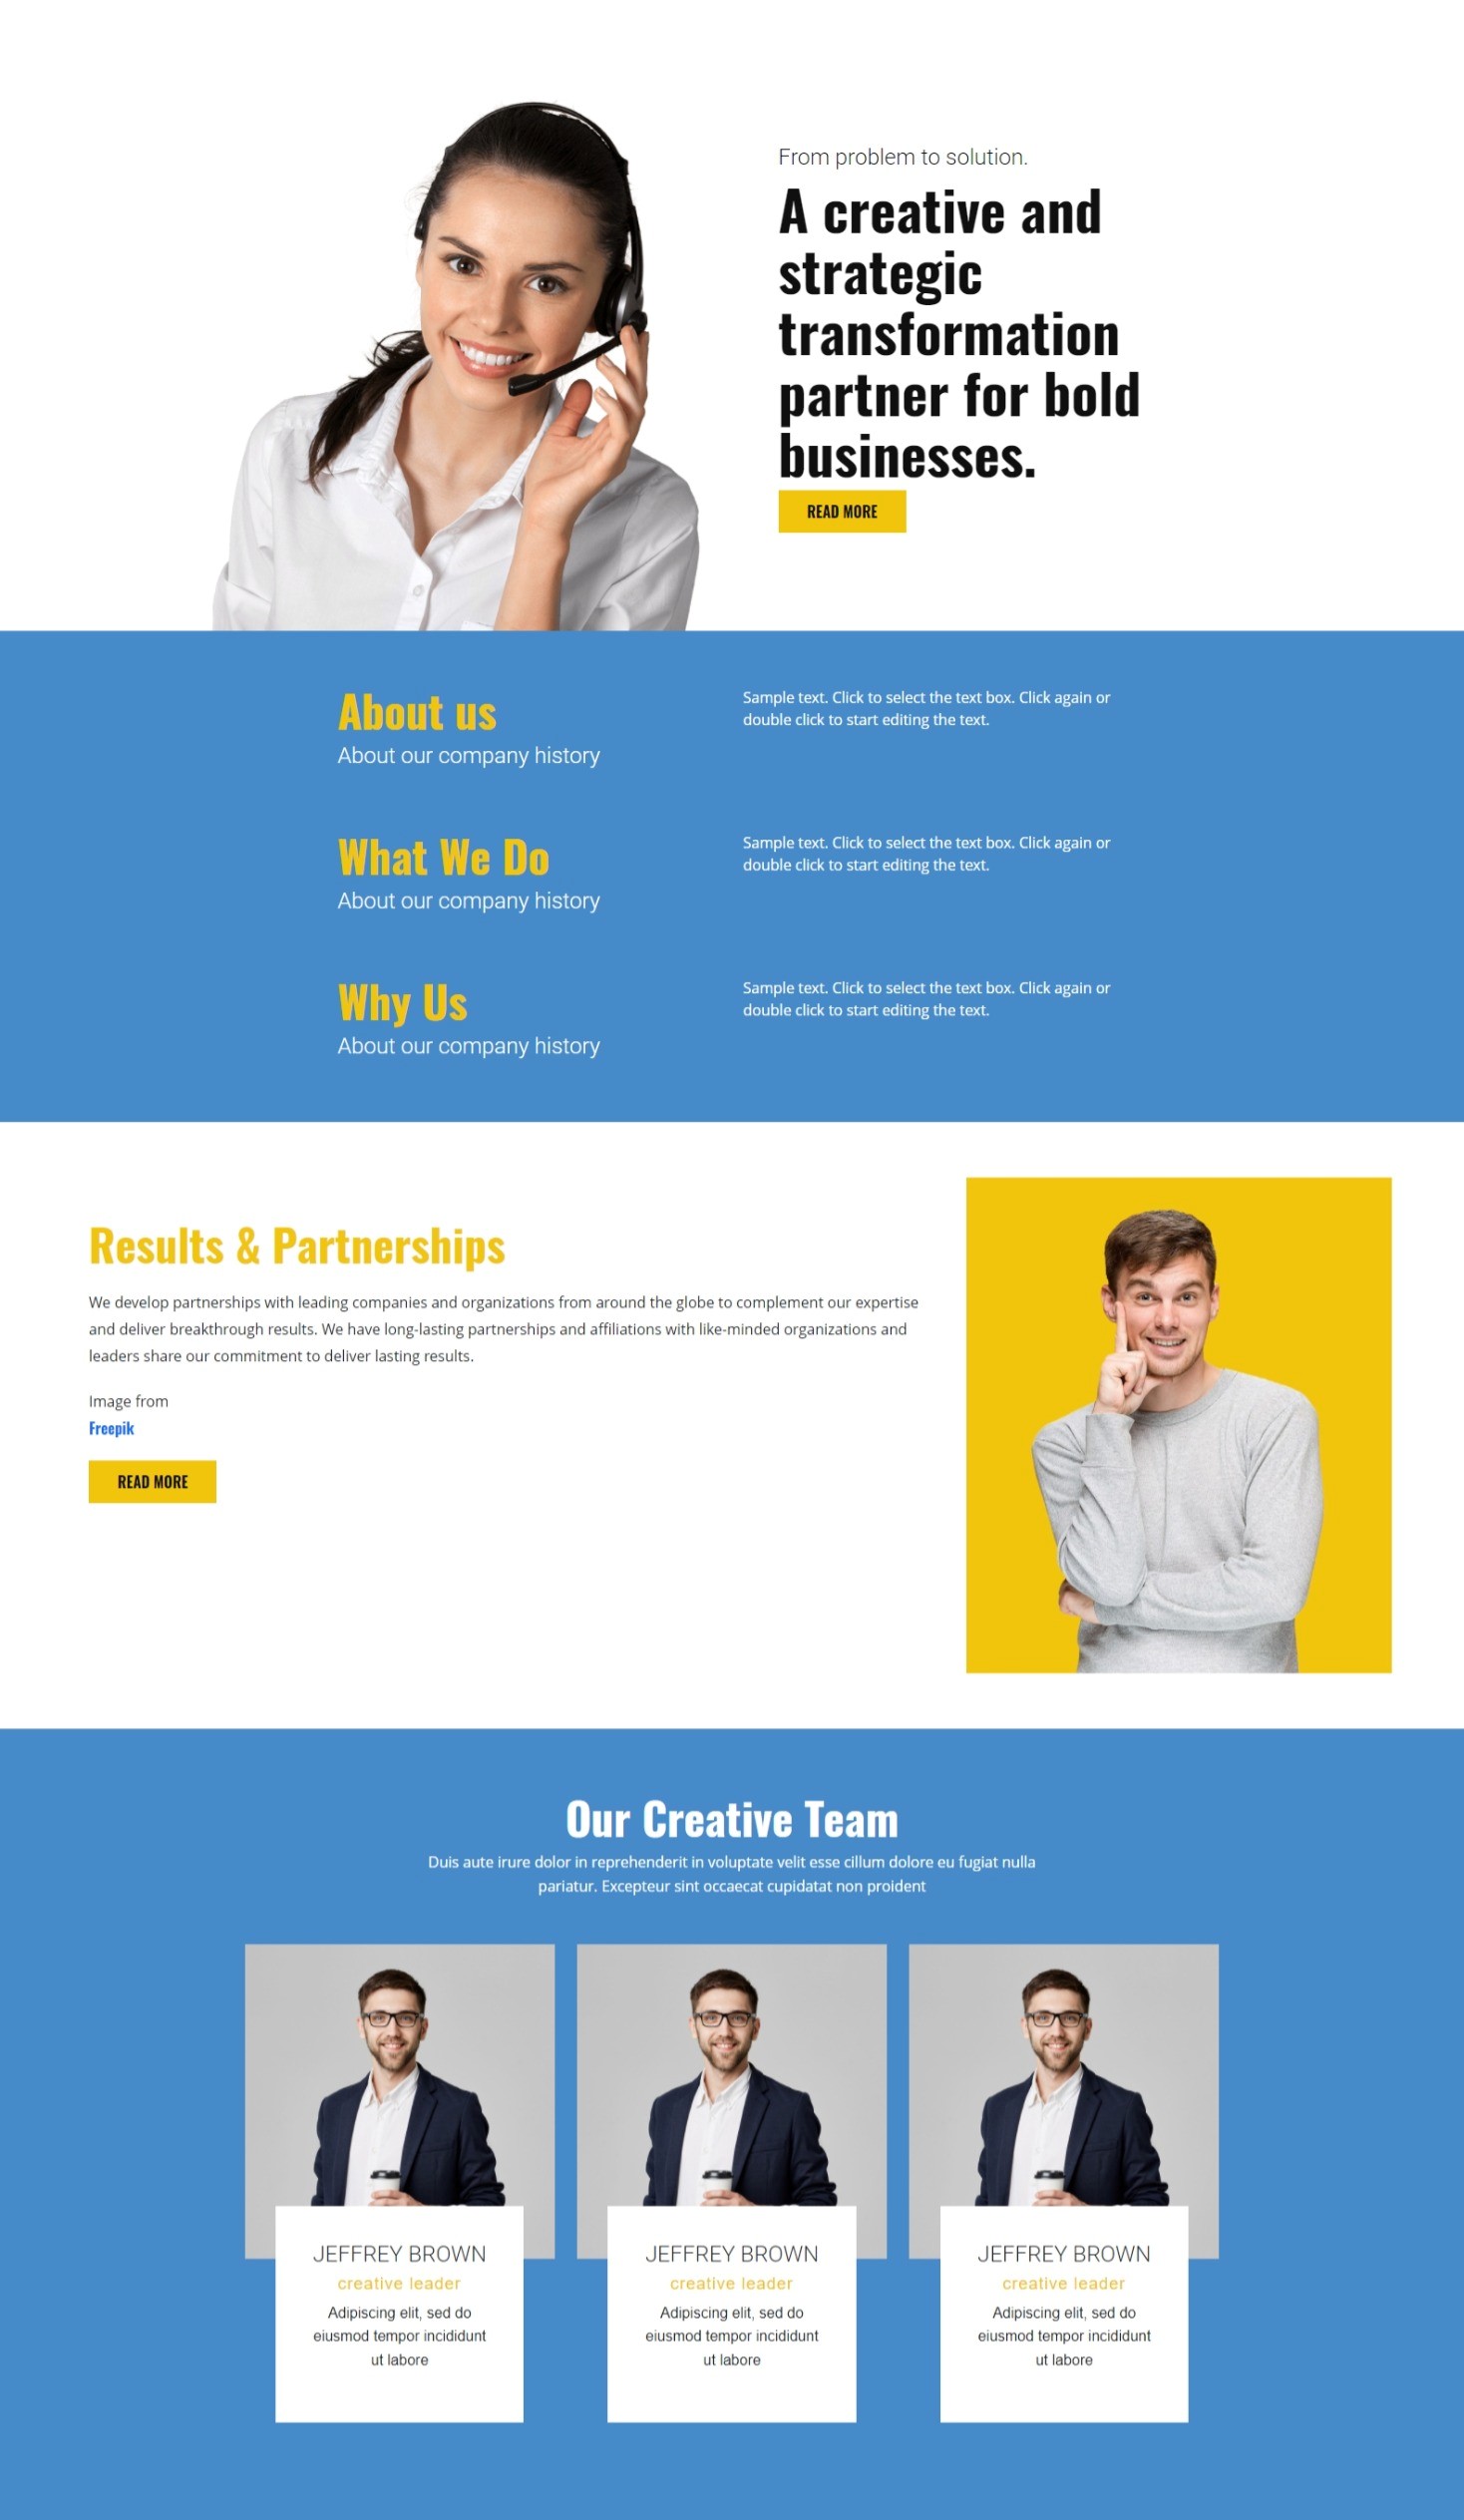 From problem to solution.
A creative and
strategic
transformation
partner for bold
businesses.
READ MORE
About us
About our company history
Sample text. Click to select the text box. Click again or
double click to start editing the text.
What We Do
About our company history
Sample text. Click to select the text box. Click again or
double click to start editing the text.
Why Us
About our company history
Sample text. Click to select the text box. Click again or
double click to start editing the text.
Results & Partnerships
We develop partnerships with leading companies and organizations from around the globe to complement our expertise
and deliver breakthrough results. We have long-lasting partnerships and affiliations with like-minded organizations and
leaders share our commitment to deliver lasting results.
Image from
Freepik
READ MORE
Our Creative Team
Duis aute irure dolor in reprehenderit in voluptate velit esse cillum dolore eu fugiat nulla
pariatur. Excepteur sint occaecat cupidatat non proident
JEFFREY BROWN
creative leader
Adipiscing elit, sed do
eiusmod tempor incididunt
ut labore
JEFFREY BROWN
creative leader
Adipiscing elit, sed do
eiusmod tempor incididunt
ut labore
JEFFREY BROWN
creative leader
Adipiscing elit, sed do
eiusmod tempor incididunt
ut labore